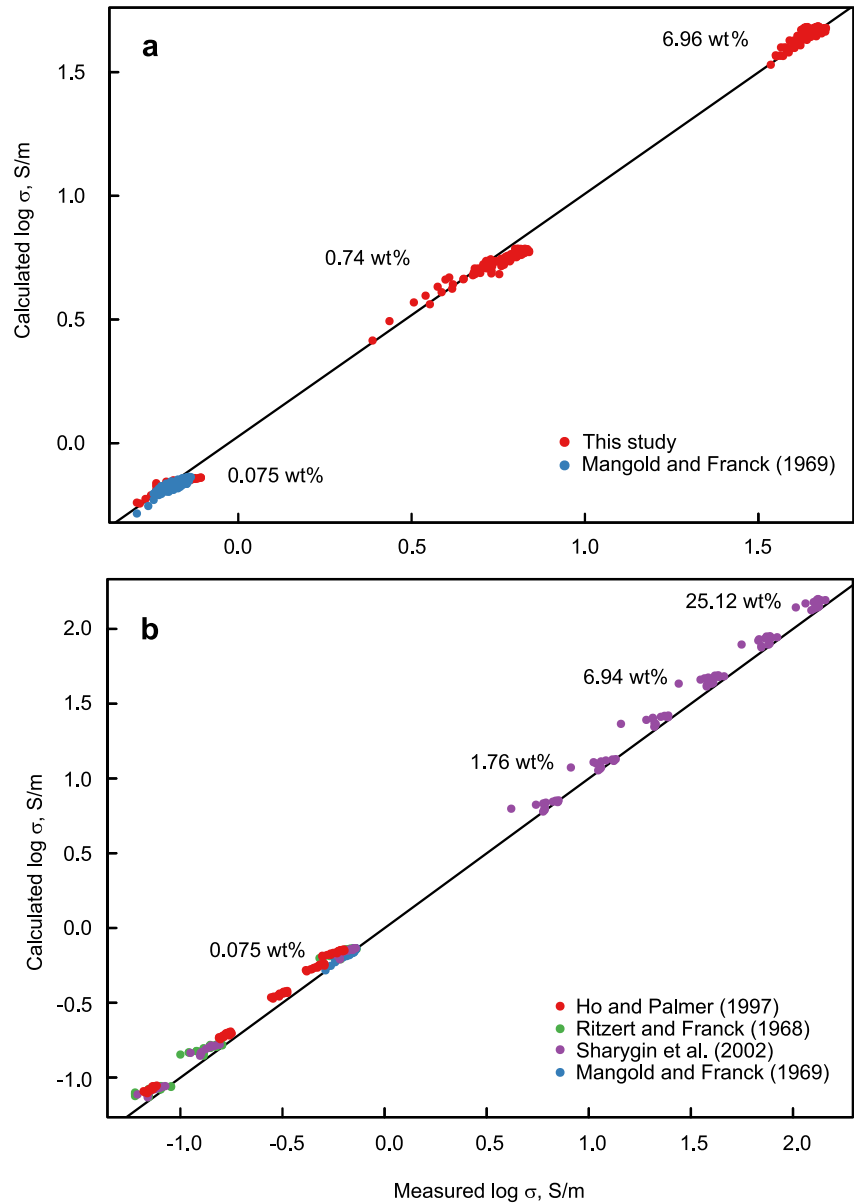 a
6.96 wt%
1.5
1.0
0.74 wt%
0.5
0.0
0.075 wt%
This study
Mangold and Franck (1969)
Calculated log σ, S/m
0.0
0.5
1.0
1.5
b
25.12 wt%
2.0
6.94 wt%
1.5
1.76 wt%
1.0
0.5
0.0
0.075 wt%
-0.5
-1.0
Ho and Palmer (1997)
Ritzert and Franck (1968)
Sharygin et al. (2002)
Mangold and Franck (1969)
Calculated log σ, S/m
-1.0
-0.5
0.0
0.5
1.0
1.5
2.0
Measured log σ, S/m